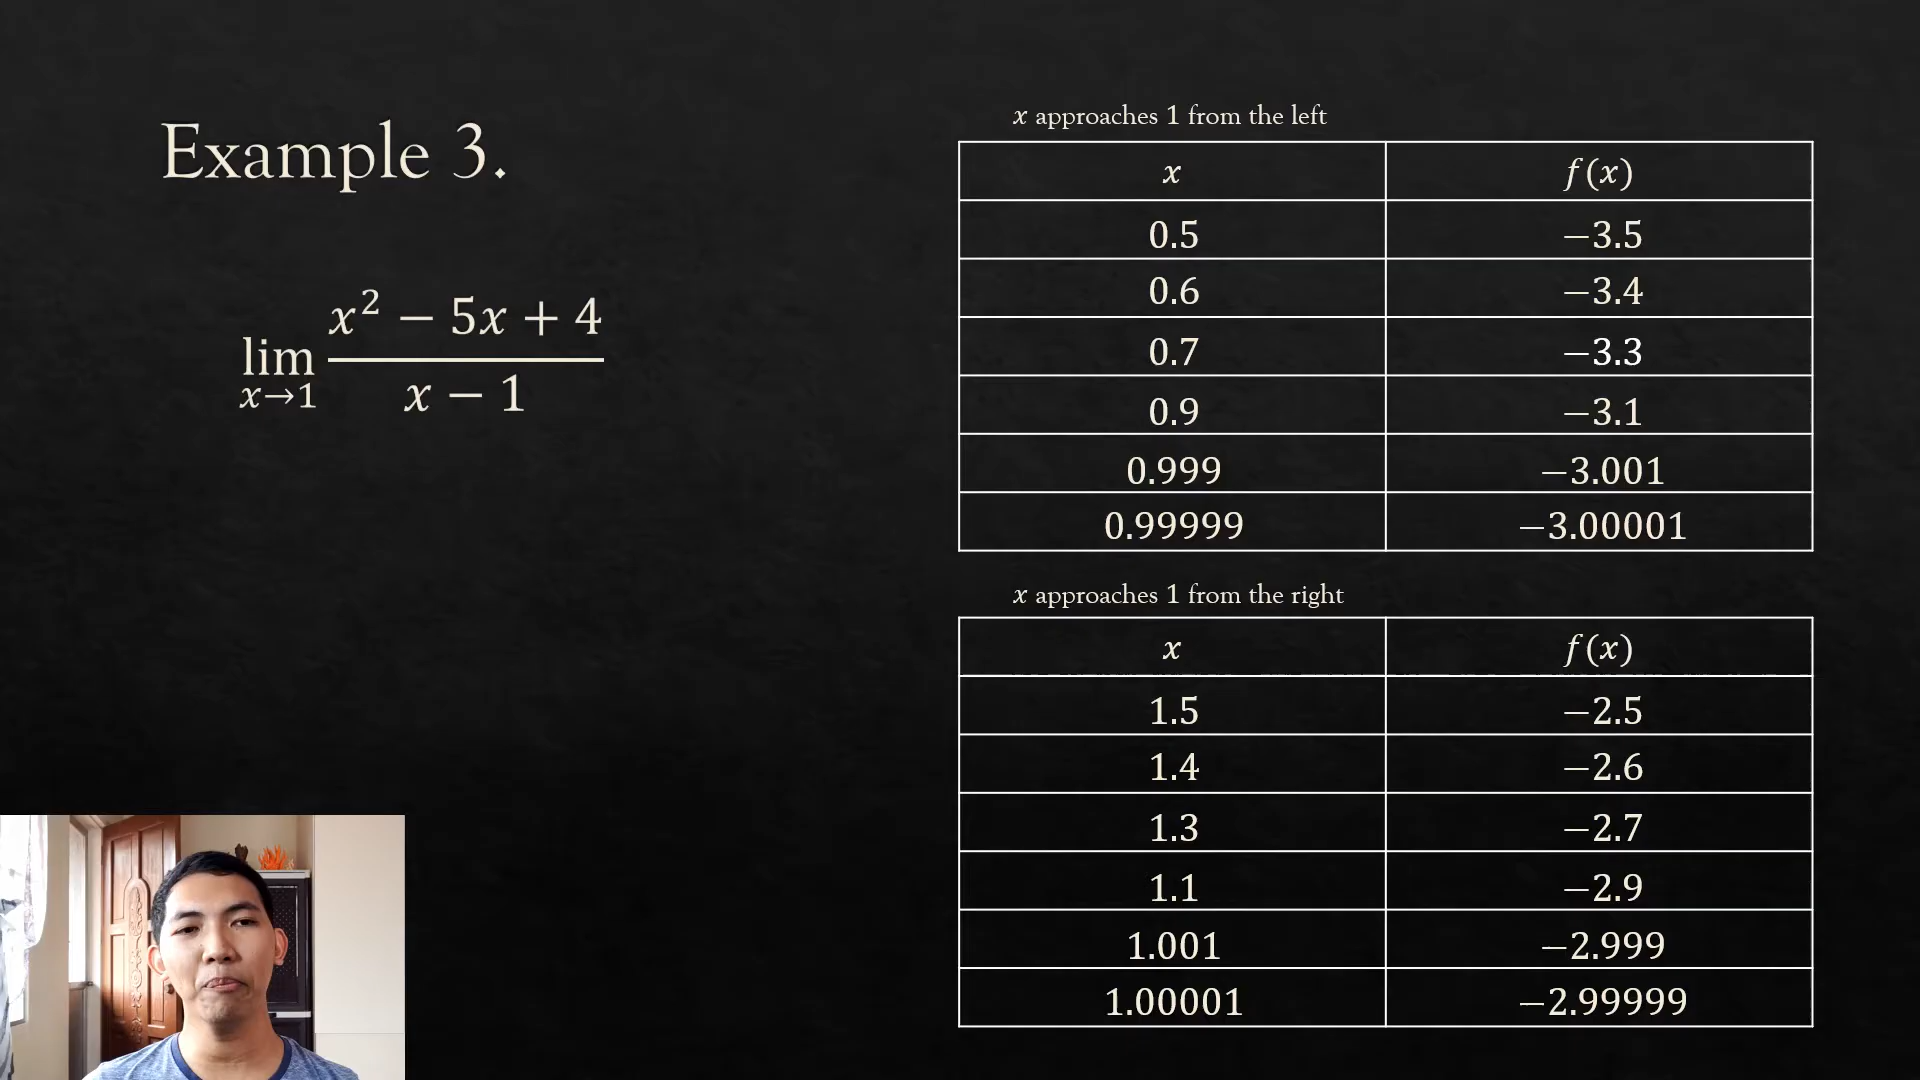 Example 3.
lim x→1 x² − 5x + 4 / x − 1
x approaches 1 from the left
x f(x)
0.5 −3.5
0.6 −3.4
0.7 −3.3
0.9 −3.1
0.999 −3.001
0.99999 −3.00001
x approaches 1 from the right
x f(x)
1.5 −2.5
1.4 −2.6
1.3 −2.7
1.1 −2.9
1.001 −2.999
1.00001 −2.99999